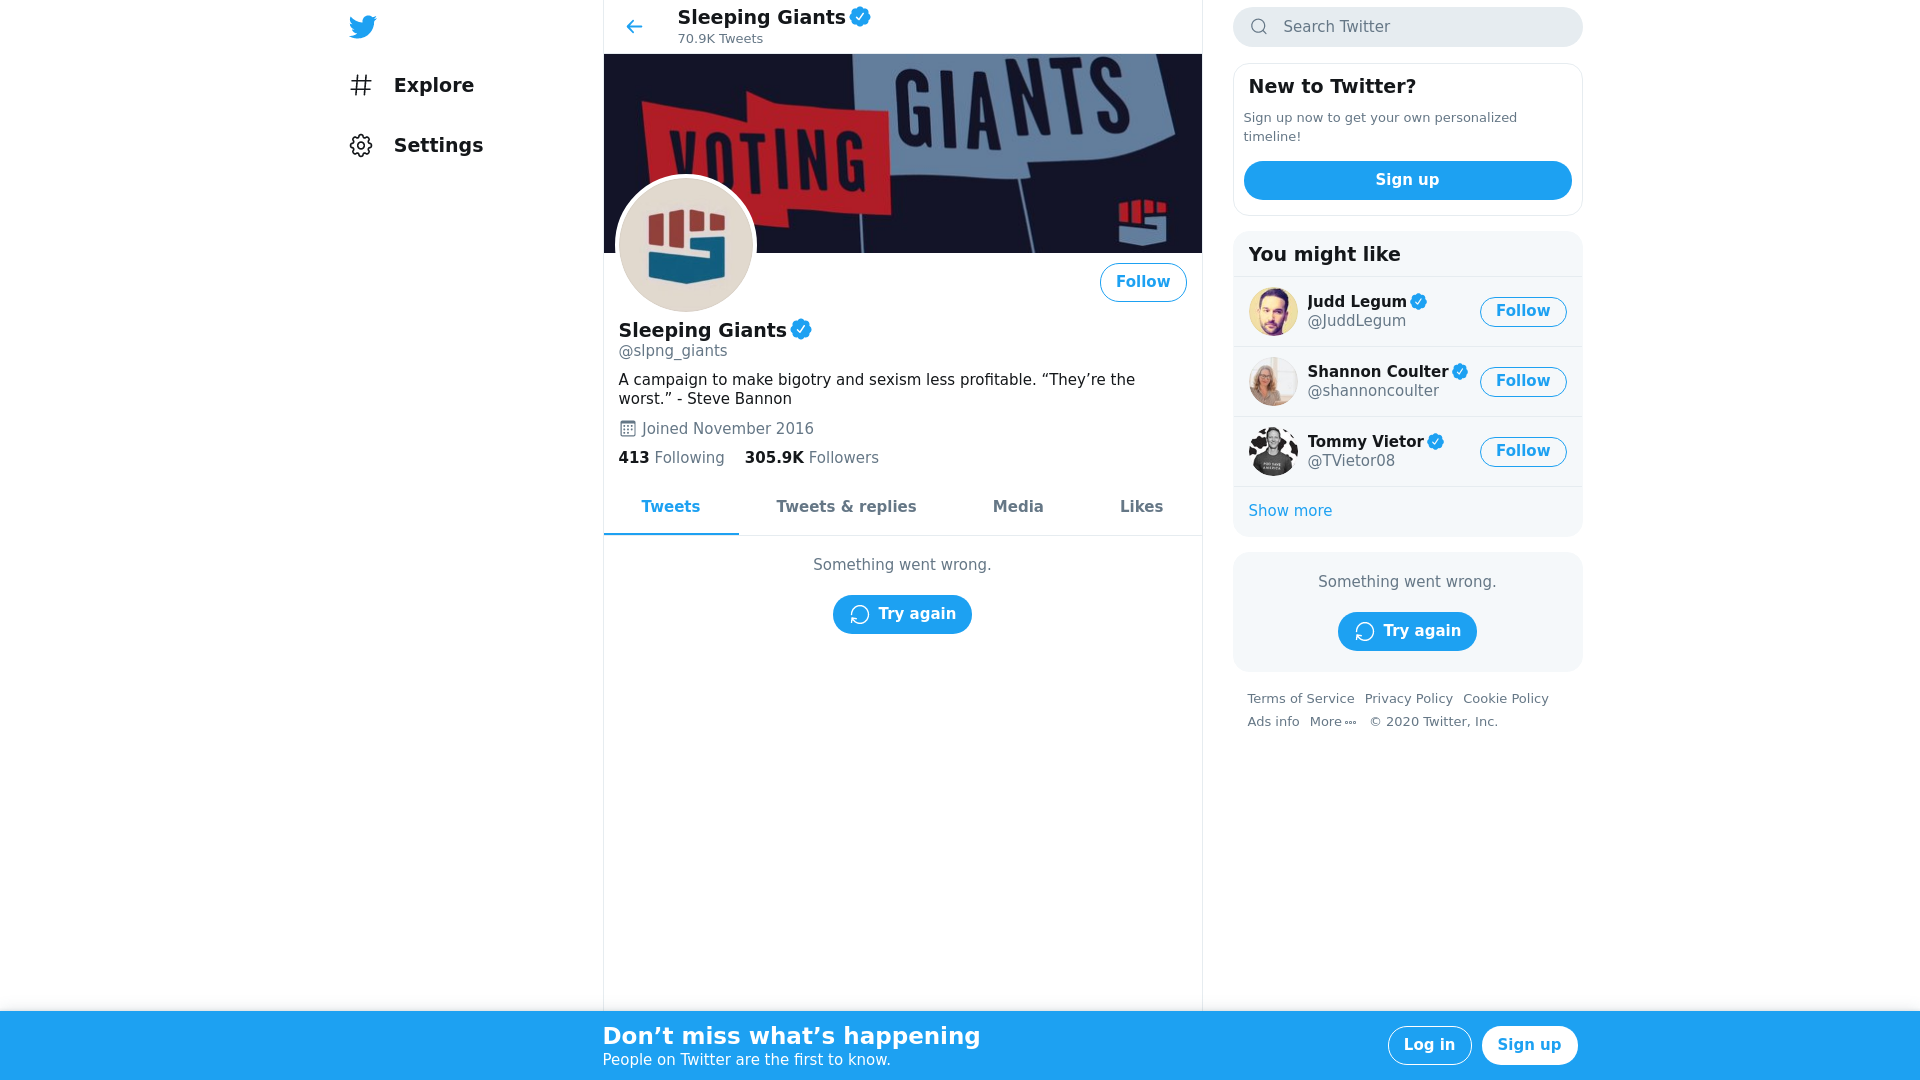 Explore
Settings
Sleeping Giants
70.9K Tweets
VOTING
GIANTS
Follow
Sleeping Giants
@slpng_giants
A campaign to make bigotry and sexism less profitable. “They’re the
worst.” - Steve Bannon
Joined November 2016
413 Following 305.9K Followers
Tweets Tweets & replies Media Likes
Something went wrong.
Try again
Search Twitter
New to Twitter?
Sign up now to get your own personalized
timeline!
Sign up
You might like
Judd Legum
@JuddLegum
Follow
Shannon Coulter
@shannoncoulter
Follow
Tommy Vietor
@TVietor08
Follow
Show more
Something went wrong.
Try again
Terms of Service Privacy Policy Cookie Policy
Ads info More © 2020 Twitter, Inc.
Don’t miss what’s happening
People on Twitter are the first to know.
Log in Sign up